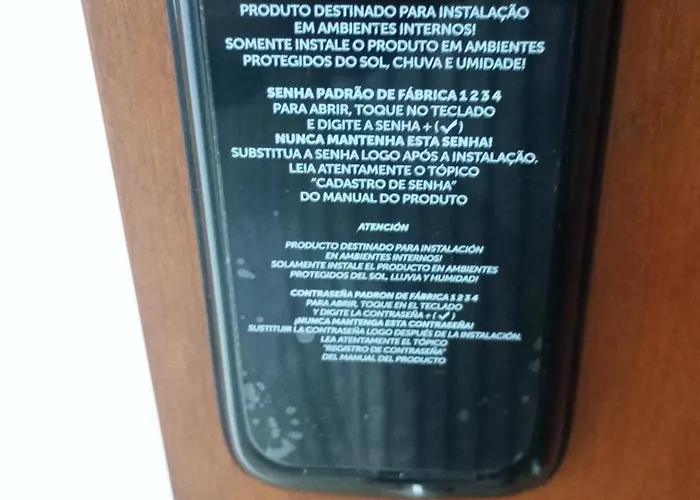 PRODUTO DESTINADO PARA INSTALAÇÃO
EM AMBIENTES INTERNOS!
SOMENTE INSTALE O PRODUTO EM AMBIENTES
PROTEGIDOS DO SOL, CHUVA E UMIDADE!
SENHA PADRÃO DE FÁBRICA 1 2 3 4
PARA ABRIR, TOQUE NO TECLADO
E DIGITE A SENHA + (✓)
NUNCA MANTENHA ESTA SENHA!
SUBSTITUA A SENHA LOGO APÓS A INSTALAÇÃO.
LEIA ATENTAMENTE O TÓPICO
“CADASTRO DE SENHA”
DO MANUAL DO PRODUTO
ATENCIÓN
PRODUCTO DESTINADO PARA INSTALACIÓN
EN AMBIENTES INTERNOS!
SOLAMENTE INSTALE EL PRODUCTO EN AMBIENTES
PROTEGIDOS DEL SOL, LLUVIA Y HUMIDAD!
CONTRASEÑA PADRON DE FÁBRICA 1 2 3 4
PARA ABRIR, TOQUE EN EL TECLADO
Y DIGITE LA CONTRASEÑA + (✓)
¡NUNCA MANTENGA ESTA CONTRASEÑA!
SUSTITUIR LA CONTRASEÑA LOGO DESPUÉS DE LA INSTALACIÓN.
LEA ATENTAMENTE EL TÓPICO
"REGISTRO DE CONTRASEÑA"
DEL MANUAL DEL PRODUCTO